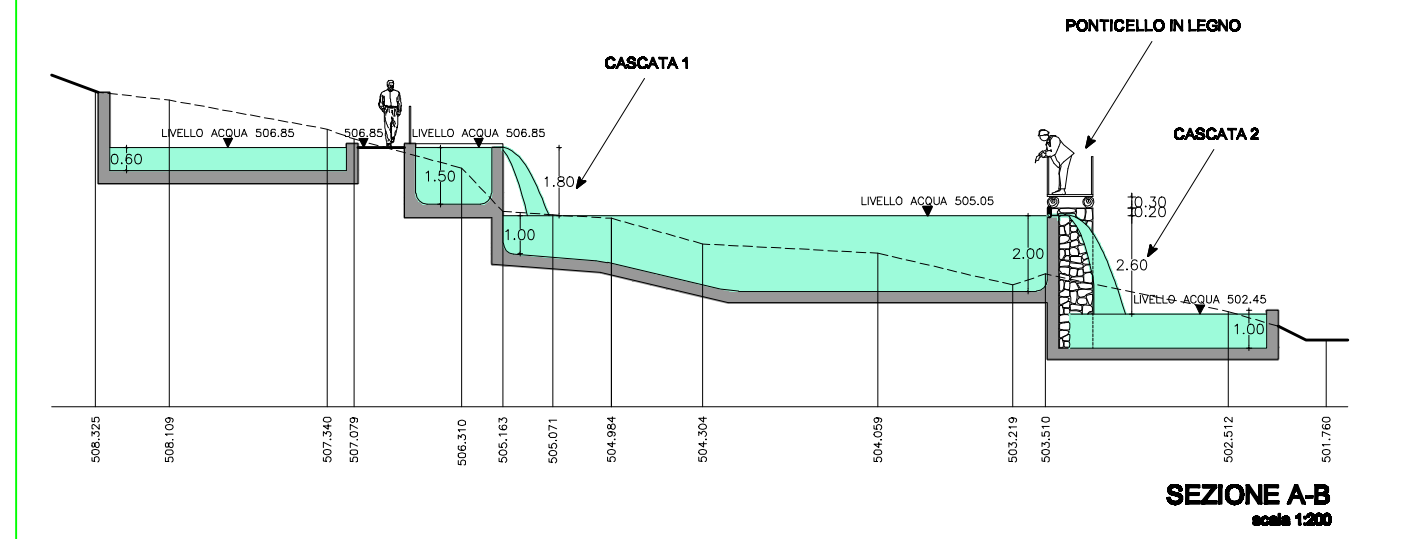 PONTICELLO IN LEGNO
CASCATA 1
CASCATA 2
LIVELLO ACQUA 506.85
506.85
LIVELLO ACQUA 506.85
0.60
1.50
1.80
LIVELLO ACQUA 505.05
0.30
0.20
1.00
2.00
2.60
LIVELLO ACQUA 502.45
1.00
508.325
508.109
507.340
507.079
506.310
505.163
505.071
504.984
504.304
504.059
503.219
503.510
502.512
501.760
SEZIONE A-B
scala 1:200